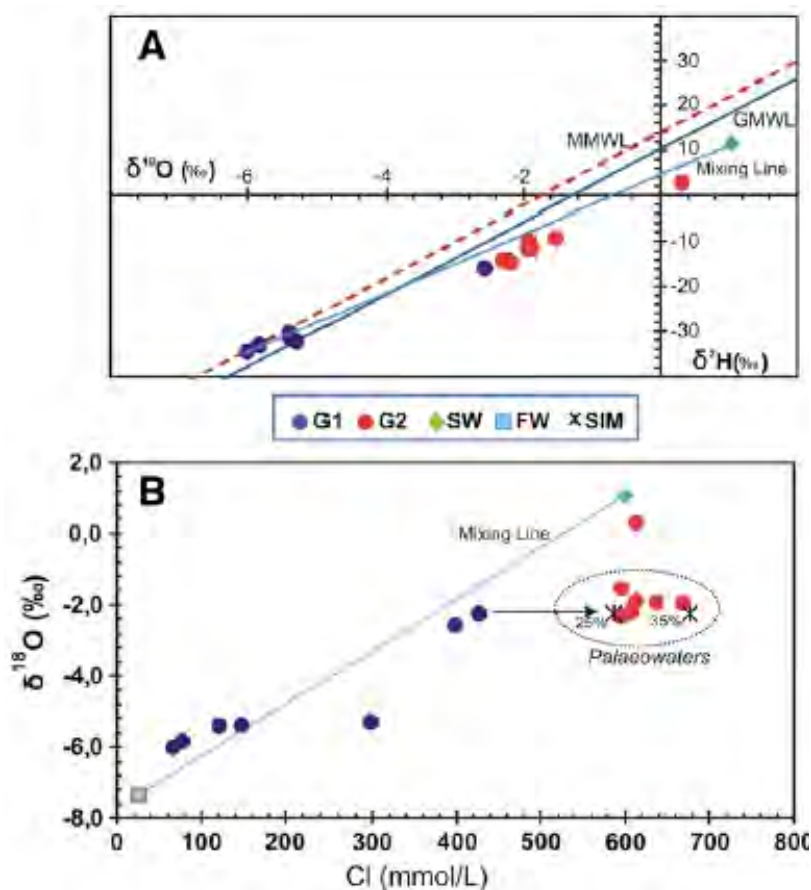 A
30
20
GMWL
MMWL
10
δ¹⁸O (‰)
-6
-2
Mixing Line
-10
-20
-30
δ²H(‰)
G1 G2 SW FW SIM
B
2,0
Mixing Line
0,0
-2,0
25% 35%
Palaeowaters
-4,0
-6,0
-8,0
δ¹⁸O (‰)
0 100 200 300 400 500 600 700 800
Cl (mmol/L)